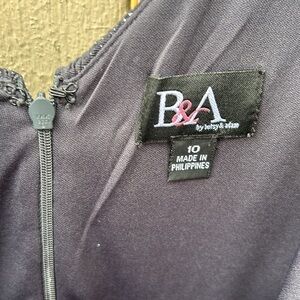 B&A
by betsy & adam
10
MADE IN
PHILIPPINES